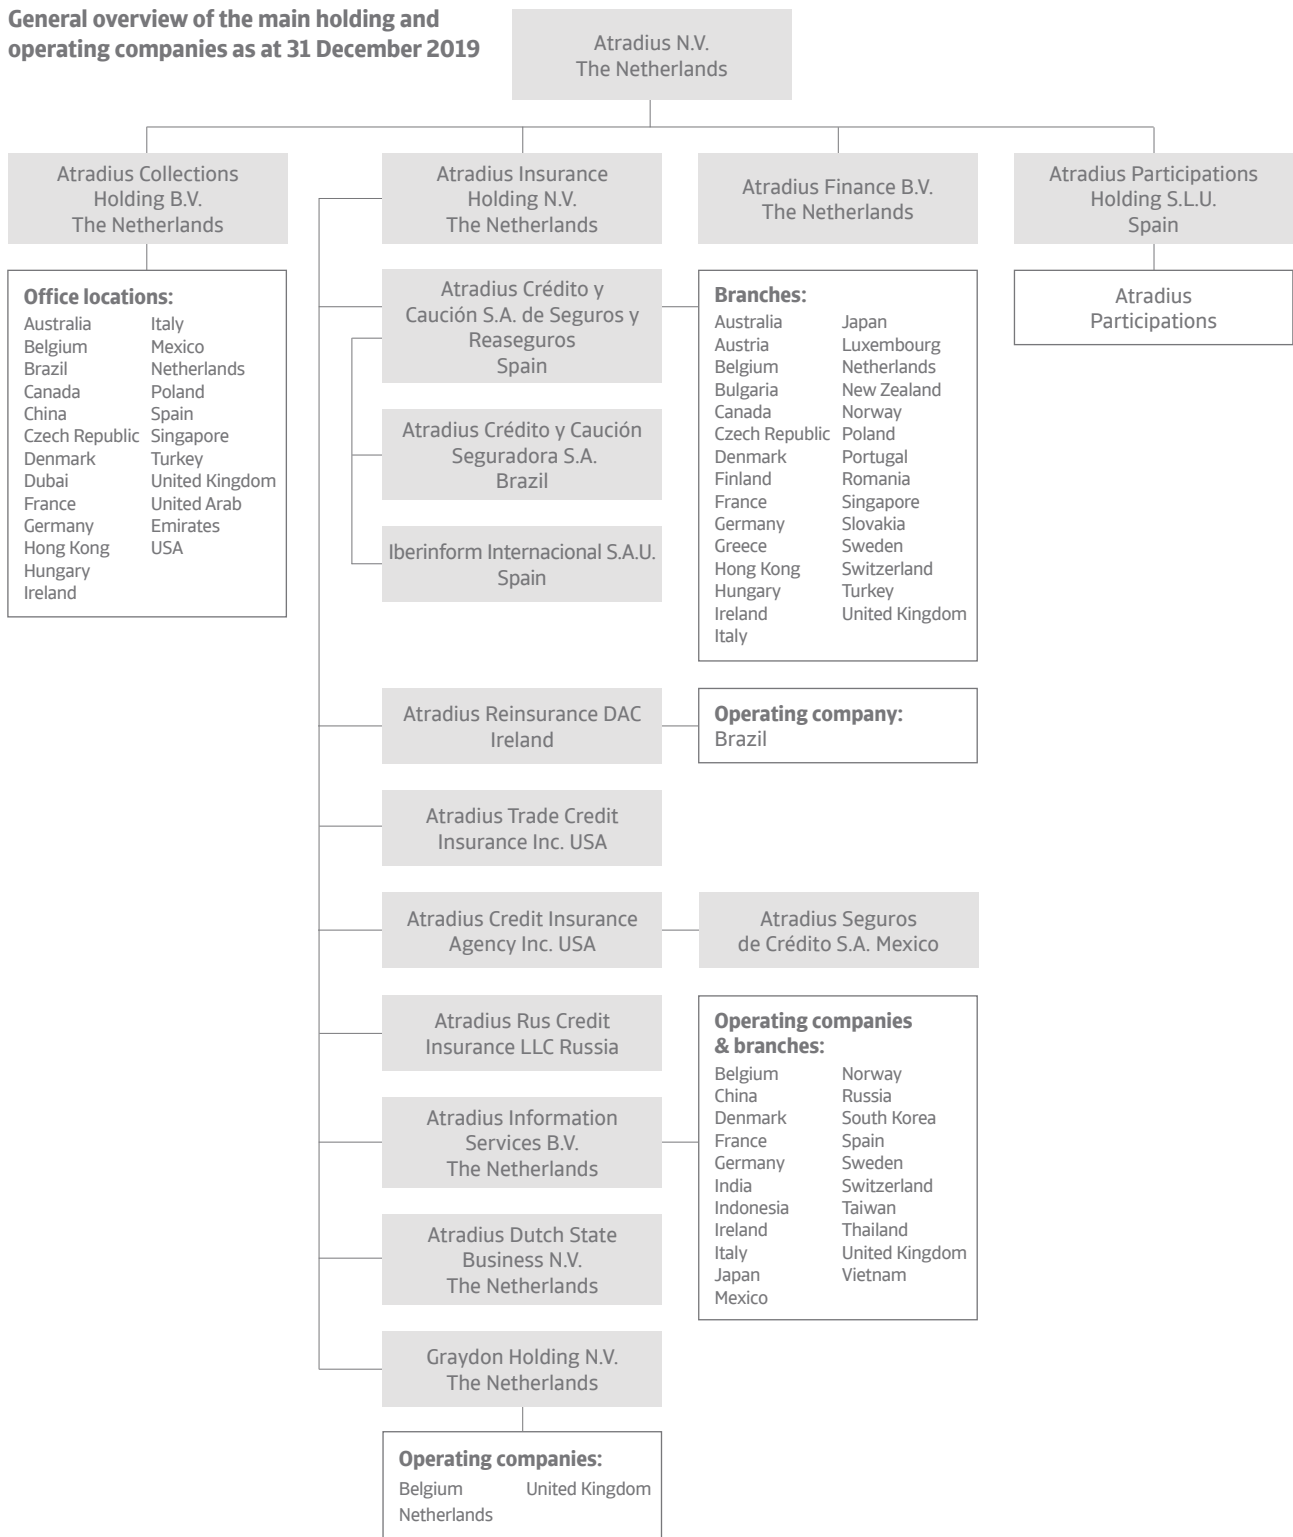 General overview of the main holding and
operating companies as at 31 December 2019
Atradius N.V.
The Netherlands
Atradius Collections
Holding B.V.
The Netherlands
Office locations:
Australia
Belgium
Brazil
Canada
China
Czech Republic
Denmark
Dubai
France
Germany
Hong Kong
Hungary
Ireland
Italy
Mexico
Netherlands
Poland
Spain
Singapore
Turkey
United Kingdom
United Arab
Emirates
USA
Atradius Insurance
Holding N.V.
The Netherlands
Atradius Crédito y
Caución S.A. de Seguros y
Reaseguros
Spain
Atradius Crédito y Caución
Seguradora S.A.
Brazil
Iberinform Internacional S.A.U.
Spain
Atradius Finance B.V.
The Netherlands
Branches:
Australia
Austria
Belgium
Bulgaria
Canada
Czech Republic
Denmark
Finland
France
Germany
Greece
Hong Kong
Hungary
Ireland
Italy
Japan
Luxembourg
Netherlands
New Zealand
Norway
Poland
Portugal
Romania
Singapore
Slovakia
Sweden
Switzerland
Turkey
United Kingdom
Atradius Participations
Holding S.L.U.
Spain
Atradius
Participations
Atradius Reinsurance DAC
Ireland
Operating company:
Brazil
Atradius Trade Credit
Insurance Inc. USA
Atradius Credit Insurance
Agency Inc. USA
Atradius Seguros
de Crédito S.A. Mexico
Atradius Rus Credit
Insurance LLC Russia
Atradius Information
Services B.V.
The Netherlands
Operating companies
& branches:
Belgium
China
Denmark
France
Germany
India
Indonesia
Ireland
Italy
Japan
Mexico
Norway
Russia
South Korea
Spain
Sweden
Switzerland
Taiwan
Thailand
United Kingdom
Vietnam
Atradius Dutch State
Business N.V.
The Netherlands
Graydon Holding N.V.
The Netherlands
Operating companies:
Belgium
Netherlands
United Kingdom